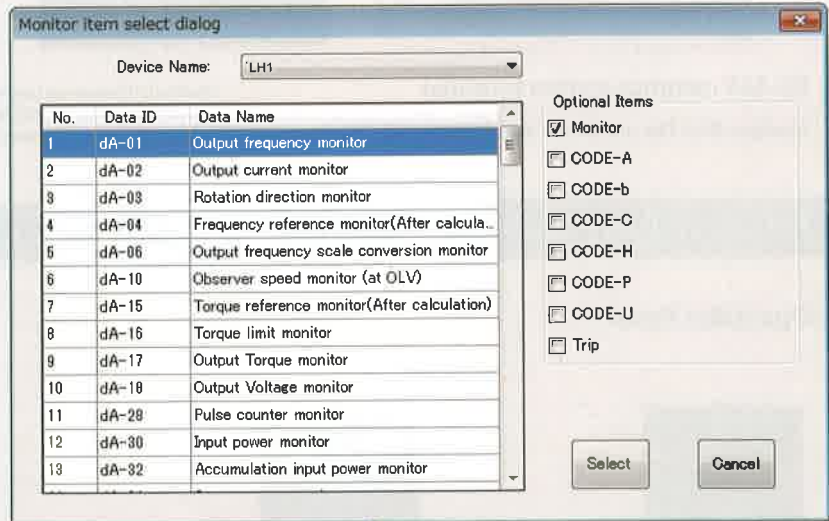 Monitor item select dialog
Device Name: LH1
No. Data ID Data Name
1 dA-01 Output frequency monitor
2 dA-02 Output current monitor
3 dA-03 Rotation direction monitor
4 dA-04 Frequency reference monitor(After calcula..
5 dA-06 Output frequency scale conversion monitor
6 dA-10 Observer speed monitor (at OLV)
7 dA-15 Torque reference monitor(After calculation)
8 dA-16 Torque limit monitor
9 dA-17 Output Torque monitor
10 dA-18 Output Voltage monitor
11 dA-28 Pulse counter monitor
12 dA-30 Input power monitor
13 dA-32 Accumulation input power monitor
Optional Items
Monitor
CODE-A
CODE-b
CODE-C
CODE-H
CODE-P
CODE-U
Trip
Select Cancel